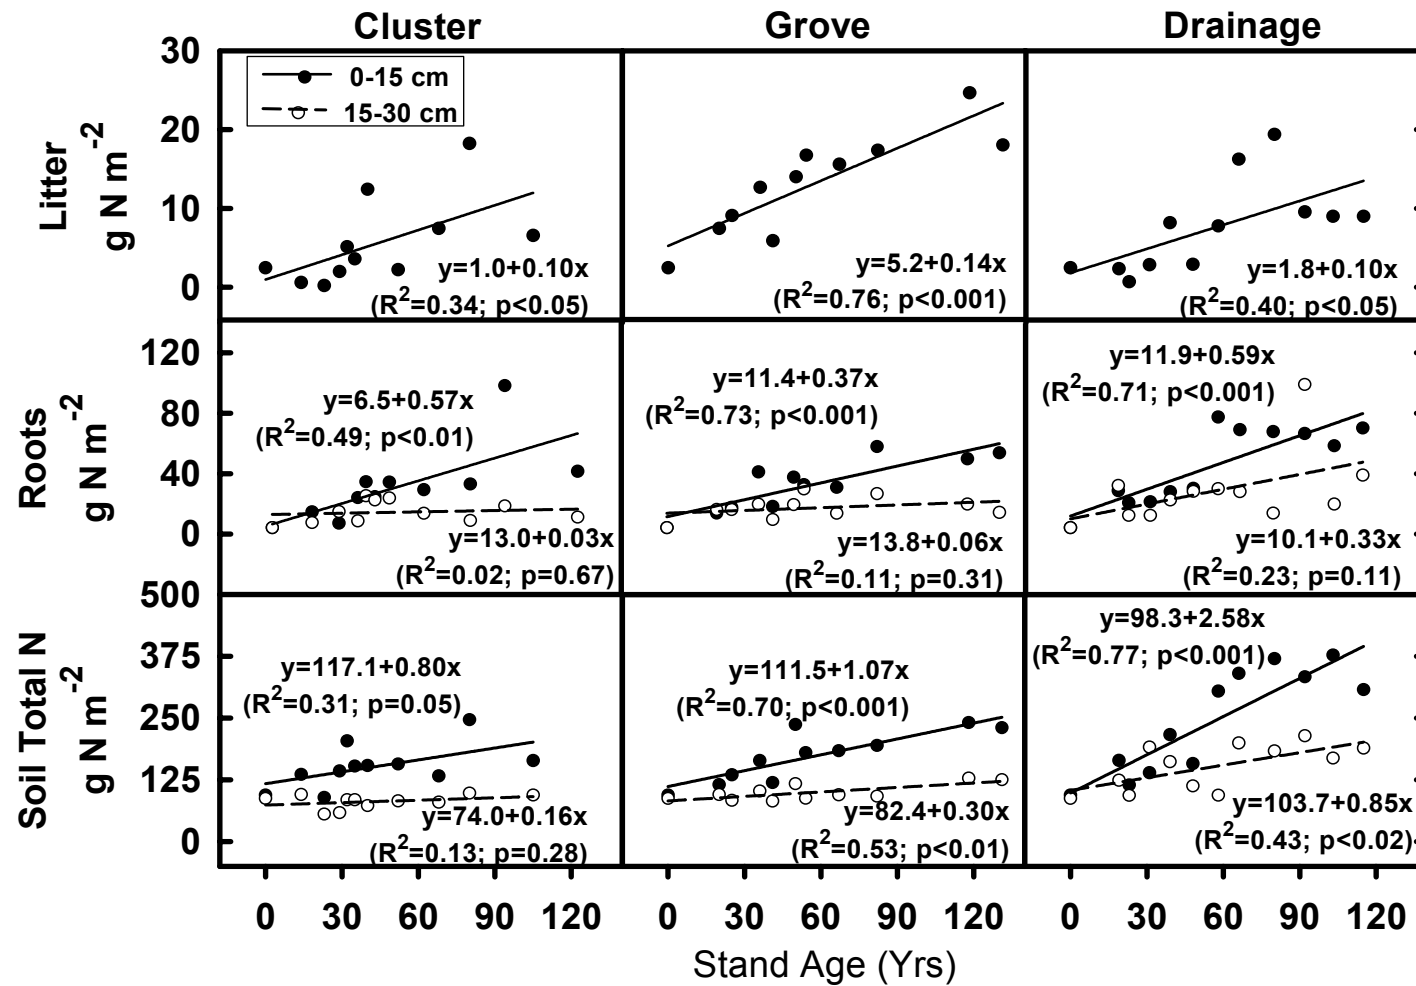 Cluster Grove Drainage
30
20
10
0
Litter
g N m-2
0-15 cm
15-30 cm
y=1.0+0.10x
(R2=0.34; p<0.05)
y=5.2+0.14x
(R2=0.76; p<0.001)
y=1.8+0.10x
(R2=0.40; p<0.05)
120
80
40
0
Roots
g N m-2
y=6.5+0.57x
(R2=0.49; p<0.01)
y=13.0+0.03x
(R2=0.02; p=0.67)
y=11.4+0.37x
(R2=0.73; p<0.001)
y=13.8+0.06x
(R2=0.11; p=0.31)
y=11.9+0.59x
(R2=0.71; p<0.001)
y=10.1+0.33x
(R2=0.23; p=0.11)
500
375
250
125
0
Soil Total N
g N m-2
y=117.1+0.80x
(R2=0.31; p=0.05)
y=74.0+0.16x
(R2=0.13; p=0.28)
y=111.5+1.07x
(R2=0.70; p<0.001)
y=82.4+0.30x
(R2=0.53; p<0.01)
y=98.3+2.58x
(R2=0.77; p<0.001)
y=103.7+0.85x
(R2=0.43; p<0.02)
0 30 60 90 120 0 30 60 90 120 0 30 60 90 120
Stand Age (Yrs)